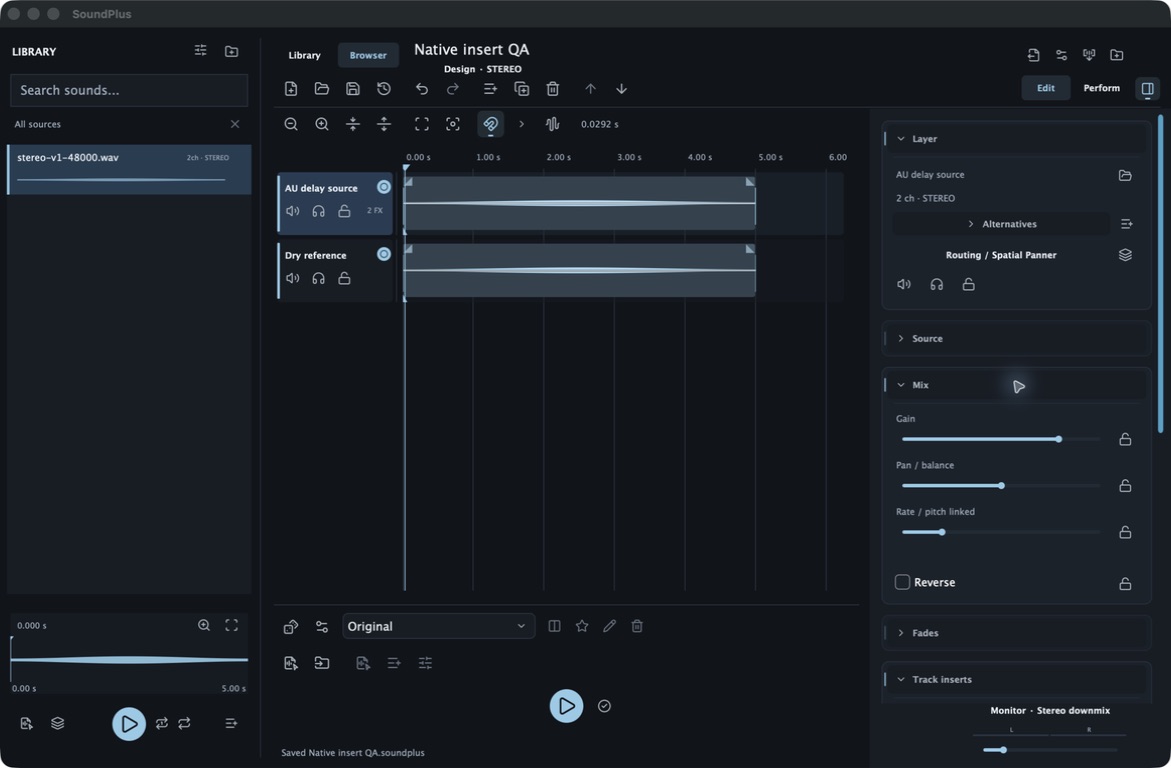 SoundPlus
LIBRARY
Search sounds...
All sources
stereo-v1-48000.wav
2ch · STEREO
0.000 s
0.00 s
5.00 s
Library
Browser
Native insert QA
Design · STEREO
Edit
Perform
0.0292 s
0.00 s
1.00 s
2.00 s
3.00 s
4.00 s
5.00 s
6.00
AU delay source
2 FX
Dry reference
Original
Saved Native insert QA.soundplus
Layer
AU delay source
2 ch · STEREO
Alternatives
Routing / Spatial Panner
Source
Mix
Gain
Pan / balance
Rate / pitch linked
Reverse
Fades
Track inserts
Monitor · Stereo downmix
L
R